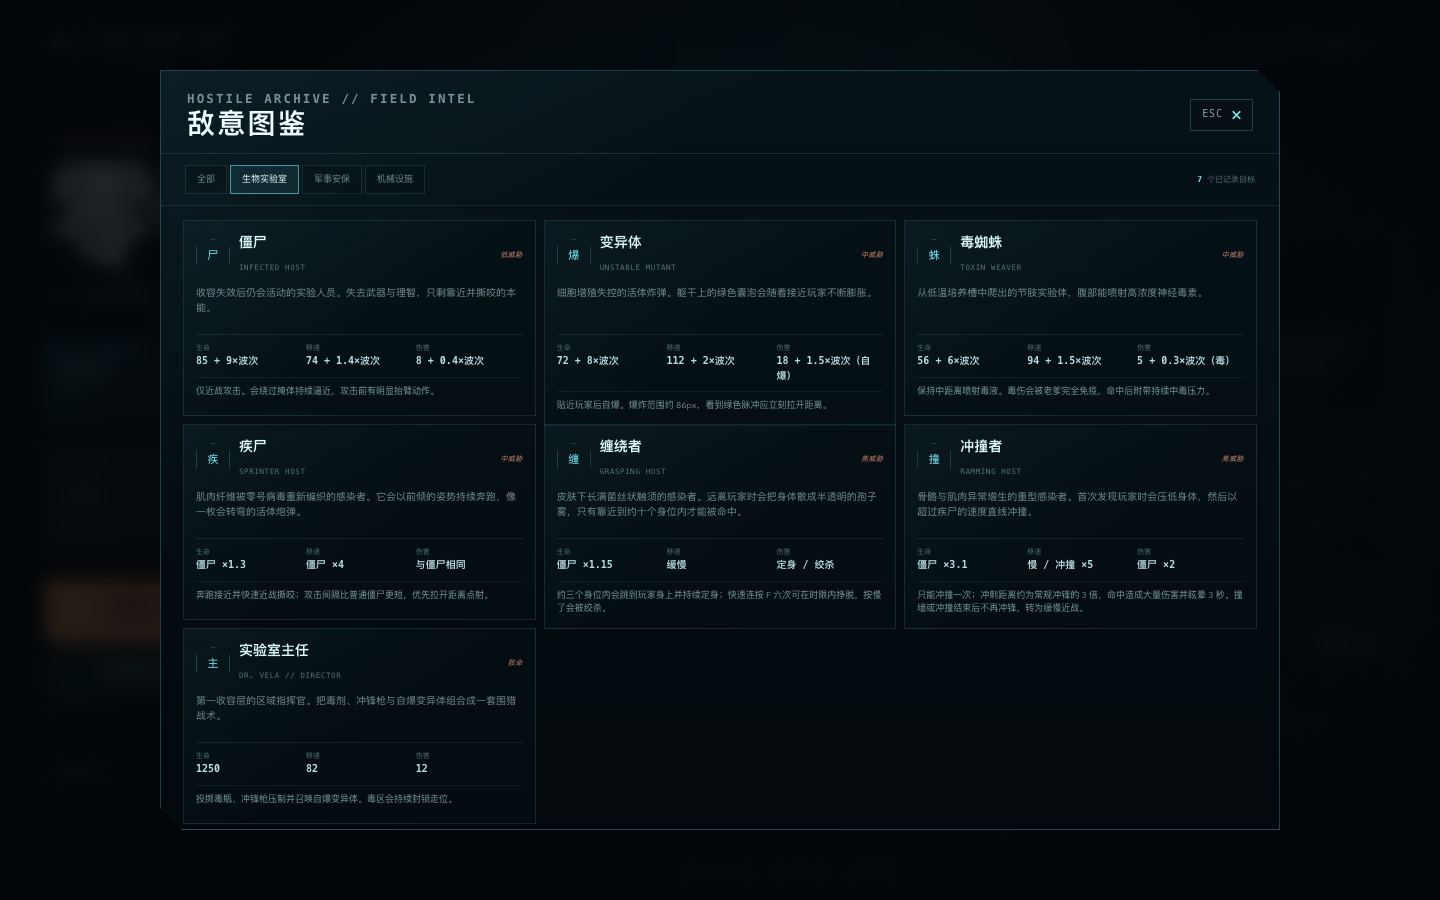 HOSTILE ARCHIVE // FIELD INTEL
敌意图鉴
ESC ×
全部
生物实验室
军事安保
机械设施
7 个已记录目标
尸
僵尸
INFECTED HOST
低威胁
收容失效后仍会活动的实验人员。失去武器与理智，只剩靠近并撕咬的本
能。
生命
移速
伤害
85 + 9×波次
74 + 1.4×波次
8 + 0.4×波次
仅近战攻击。会绕过掩体持续逼近，攻击前有明显抬臂动作。
爆
变异体
UNSTABLE MUTANT
中威胁
细胞增殖失控的活体炸弹。躯干上的绿色囊泡会随着接近玩家不断膨胀。
生命
移速
伤害
72 + 8×波次
112 + 2×波次
18 + 1.5×波次（自
爆）
贴近玩家后自爆。爆炸范围约 86px，看到绿色脉冲应立刻拉开距离。
蛛
毒蜘蛛
TOXIN WEAVER
中威胁
从低温培养槽中爬出的节肢实验体，腹部能喷射高浓度神经毒素。
生命
移速
伤害
56 + 6×波次
94 + 1.5×波次
5 + 0.3×波次（毒）
保持中距离喷射毒液。毒伤会被老爹完全免疫，命中后附带持续中毒压力。
疾
疾尸
SPRINTER HOST
中威胁
肌肉纤维被零号病毒重新编织的感染者。它会以前倾的姿势持续奔跑，像
一枚会转弯的活体炮弹。
生命
移速
伤害
僵尸 ×1.3
僵尸 ×4
与僵尸相同
奔跑接近并快速近战撕咬；攻击间隔比普通僵尸更短，优先拉开距离点射。
缠
缠绕者
GRASPING HOST
高威胁
皮肤下长满菌丝状触须的感染者。远离玩家时会把身体散成半透明的孢子
雾，只有靠近到约十个身位内才能被命中。
生命
移速
伤害
僵尸 ×1.15
缓慢
定身 / 绞杀
约三个身位内会跳到玩家身上并持续定身；快速连按 F 六次可在时限内挣脱，按慢
了会被绞杀。
撞
冲撞者
RAMMING HOST
高威胁
骨骼与肌肉异常增生的重型感染者。首次发现玩家时会压低身体，然后以
超过疾尸的速度直线冲撞。
生命
移速
伤害
僵尸 ×3.1
慢 / 冲撞 ×5
僵尸 ×2
只能冲撞一次；冲刺距离约为常规冲锋的 3 倍，命中造成大量伤害并眩晕 3 秒。撞
墙或冲撞结束后不再冲撞，转为缓慢近战。
主
实验室主任
DR. VELA // DIRECTOR
致命
第一收容层的区域指挥官。把毒剂、冲锋枪与自爆变异体组合成一套围猎
战术。
生命
移速
伤害
1250
82
12
投掷毒瓶、冲锋枪压制并召唤自爆变异体。毒区会持续封锁走位。